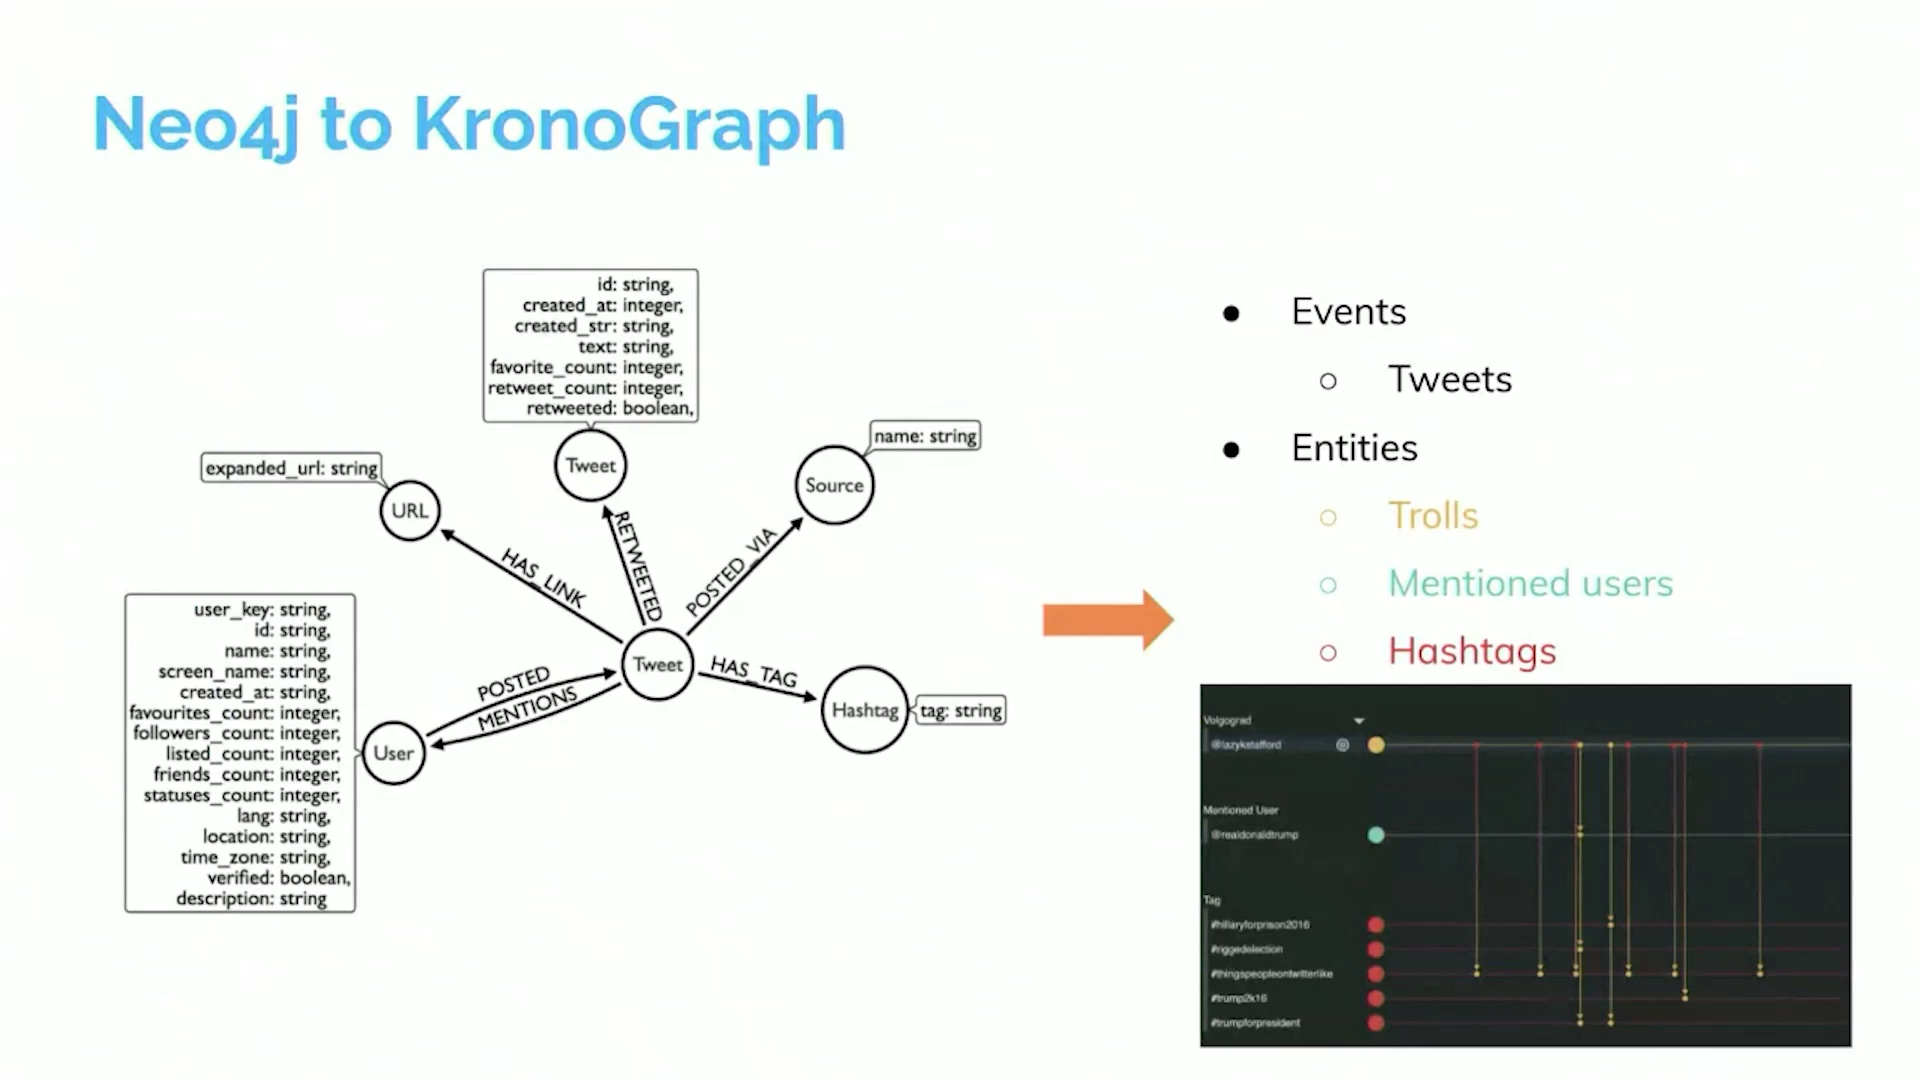 Neo4j to KronoGraph
id: string,
created_at: integer,
created_str: string,
text: string,
favorite_count: integer,
retweet_count: integer,
retweeted: boolean,
Tweet
name: string
Source
expanded_url: string
URL
HAS_LINK
RETWEETED
POSTED_VIA
user_key: string,
id: string,
name: string,
screen_name: string,
created_at: string,
favourites_count: integer,
followers_count: integer,
listed_count: integer,
friends_count: integer,
statuses_count: integer,
lang: string,
location: string,
time_zone: string,
verified: boolean,
description: string
User
POSTED
MENTIONS
Tweet
HAS_TAG
Hashtag
tag: string
Events
Tweets
Entities
Trolls
Mentioned users
Hashtags
Volgograd
@lazykstafford
Mentioned User
@realdonaldtrump
Tag
#hillaryforprison2016
#riggedelection
#thingspeopleontwitterlike
#trump2k16
#trumpforpresident